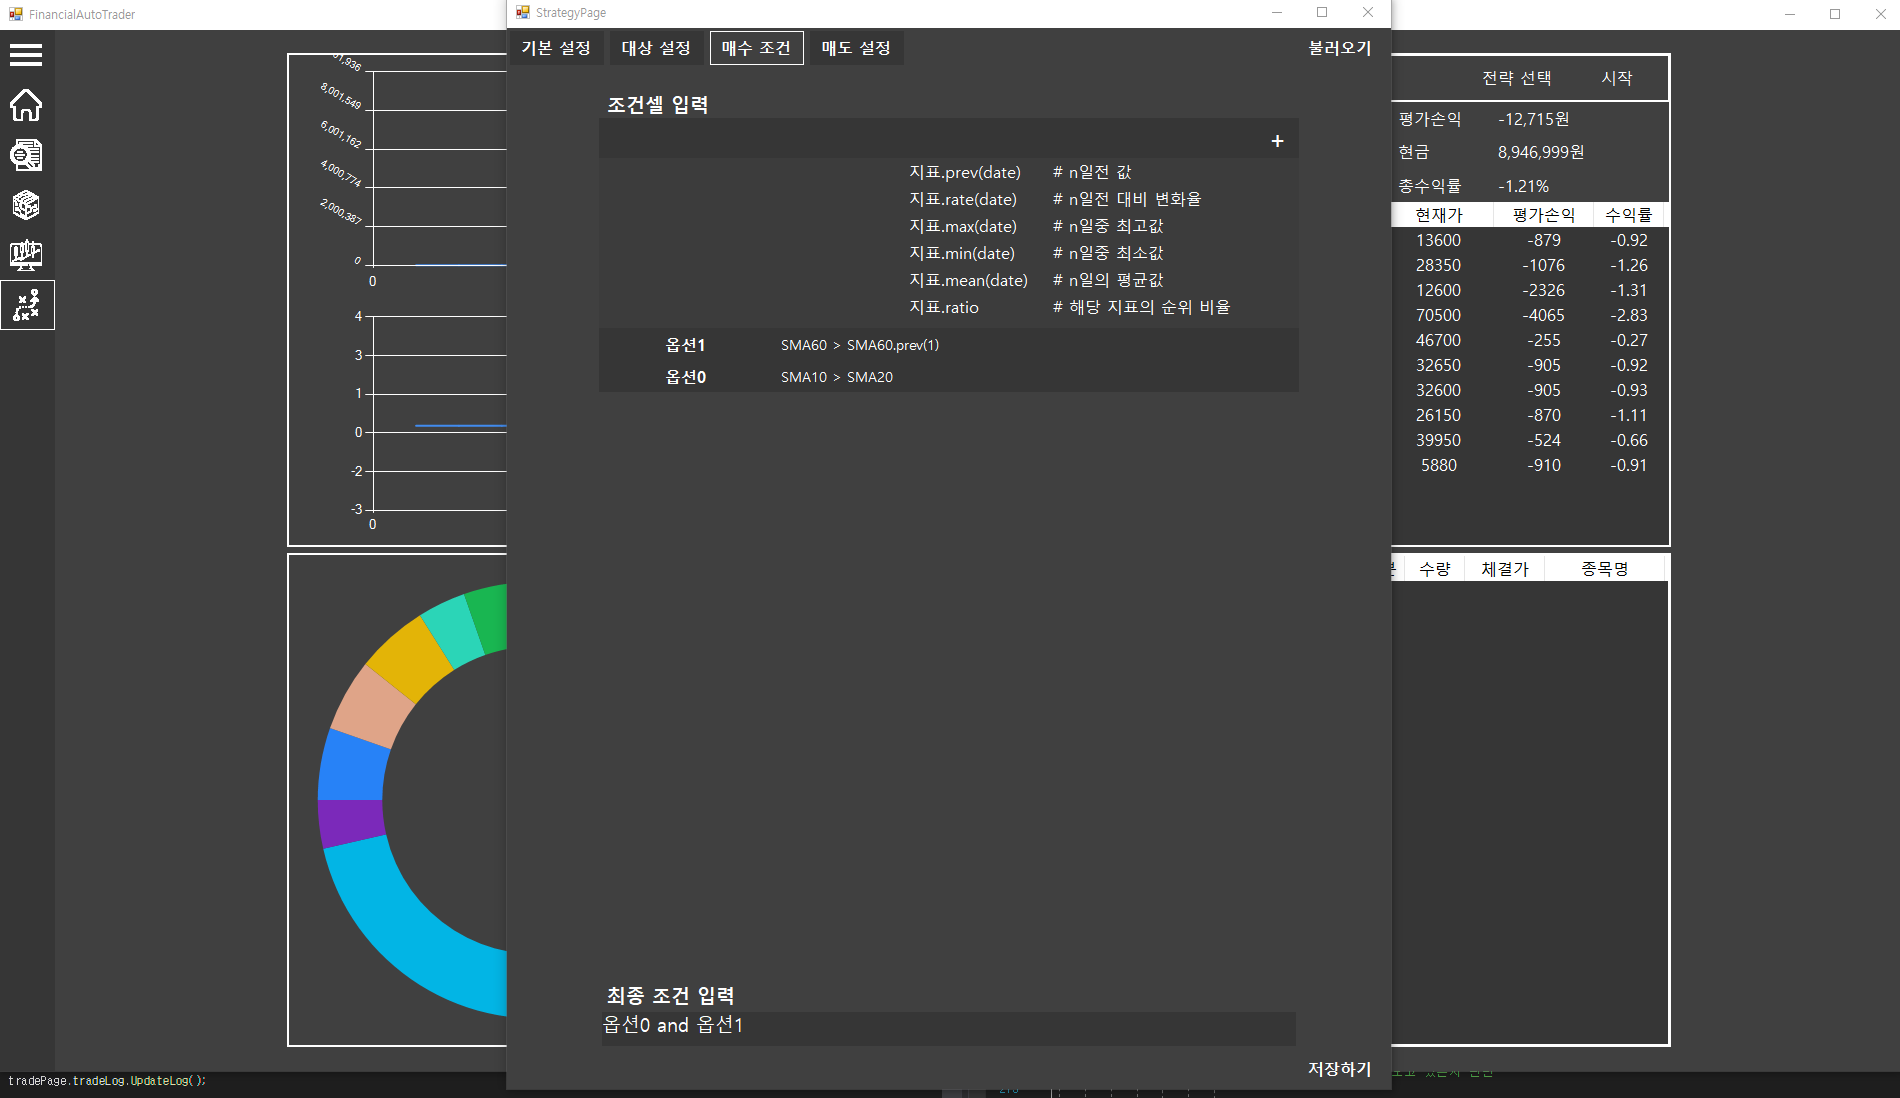 FinancialAutoTrader
StrategyPage
기본 설정
대상 설정
매수 조건
매도 설정
불러오기
조건셀 입력
+
지표.prev(date) # n일전 값
지표.rate(date) # n일전 대비 변화율
지표.max(date) # n일중 최고값
지표.min(date) # n일중 최소값
지표.mean(date) # n일의 평균값
지표.ratio # 해당 지표의 순위 비율
옵션1 SMA60 > SMA60.prev(1)
옵션0 SMA10 > SMA20
최종 조건 입력
옵션0 and 옵션1
저장하기
8,001,549
6,001,162
4,000,774
2,000,387
0
0
4
3
1
0
-2
-3
0
전략 선택 시작
평가손익 -12,715원
현금 8,946,999원
총수익률 -1.21%
현재가 평가손익 수익률
13600 -879 -0.92
28350 -1076 -1.26
12600 -2326 -1.31
70500 -4065 -2.83
46700 -255 -0.27
32650 -905 -0.92
32600 -905 -0.93
26150 -870 -1.11
39950 -524 -0.66
5880 -910 -0.91
수량 체결가 종목명
tradePage.tradeLog.UpdateLog();